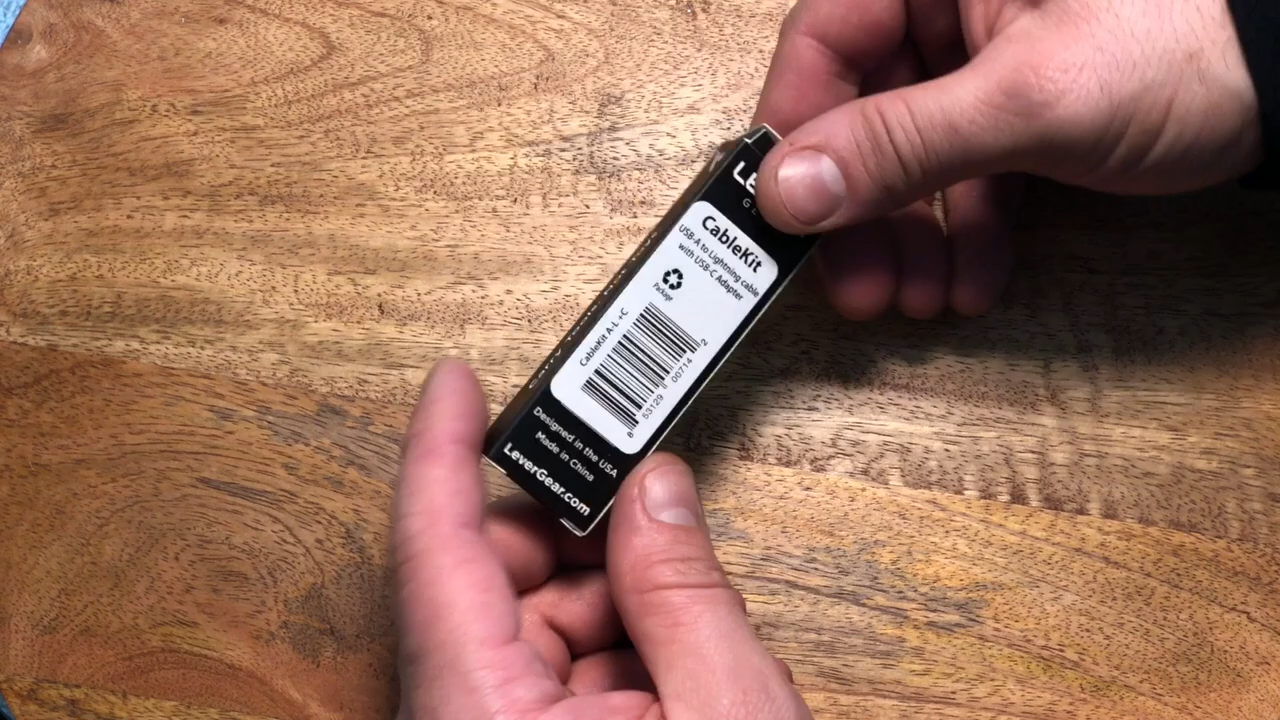 CableKit
USB-A to Lightning cable
with USB-C Adapter
Package
CableKit A-L +C
8 53129 00714 2
Designed in the USA
Made in China
LeverGear.com